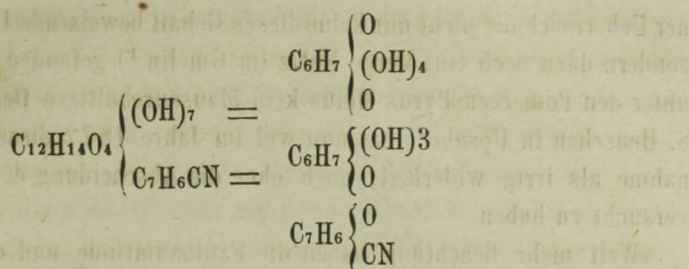 O
C₆H₇ (OH)₄
O
(OH)₇ =
C₁₂H₁₄O₄
C₆H₇ (OH)3
C₇H₆CN =
O
C₇H₆ O
CN